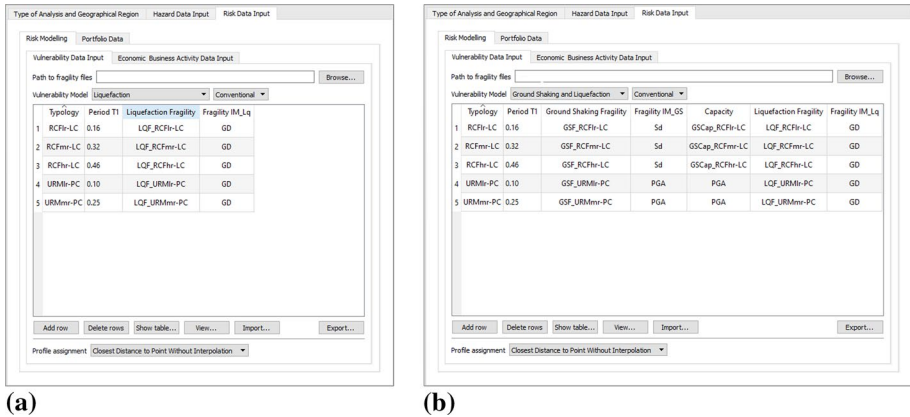 Type of Analysis and Geographical Region Hazard Data Input Risk Data Input
Risk Modelling Portfolio Data
Vulnerability Data Input Economic Business Activity Data Input
Path to fragility files Browse...
Vulnerability Model Liquefaction Conventional
Typology Period T1 Liquefaction Fragility Fragility IM_Lq
1 RCFlr-LC 0.16 LQF_RCFlr-LC GD
2 RCFmr-LC 0.32 LQF_RCFmr-LC GD
3 RCFhr-LC 0.46 LQF_RCFhr-LC GD
4 URMlr-PC 0.10 LQF_URMlr-PC GD
5 URMmr-PC 0.25 LQF_URMmr-PC GD
Add row Delete rows Show table... View... Import... Export...
Profile assignment Closest Distance to Point Without Interpolation
(a)
Type of Analysis and Geographical Region Hazard Data Input Risk Data Input
Risk Modelling Portfolio Data
Vulnerability Data Input Economic Business Activity Data Input
Path to fragility files Browse...
Vulnerability Model Ground Shaking and Liquefaction Conventional
Typology Period T1 Ground Shaking Fragility Fragility IM_GS Capacity Liquefaction Fragility Fragility IM_Lq
1 RCFlr-LC 0.16 GSF_RCFlr-LC Sd GSCap_RCFlr-LC LQF_RCFlr-LC GD
2 RCFmr-LC 0.32 GSF_RCFmr-LC Sd GSCap_RCFmr-LC LQF_RCFmr-LC GD
3 RCFhr-LC 0.46 GSF_RCFhr-LC Sd GSCap_RCFhr-LC LQF_RCFhr-LC GD
4 URMlr-PC 0.10 GSF_URMlr-PC PGA PGA LQF_URMlr-PC GD
5 URMmr-PC 0.25 GSF_URMmr-PC PGA PGA LQF_URMmr-PC GD
Add row Delete rows Show table... View... Import... Export...
Profile assignment Closest Distance to Point Without Interpolation
(b)